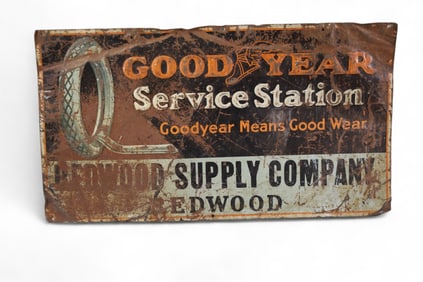 GOOD YEAR
Service Station
Goodyear Means Good Wear
REDWOOD SUPPLY COMPANY
REDWOOD